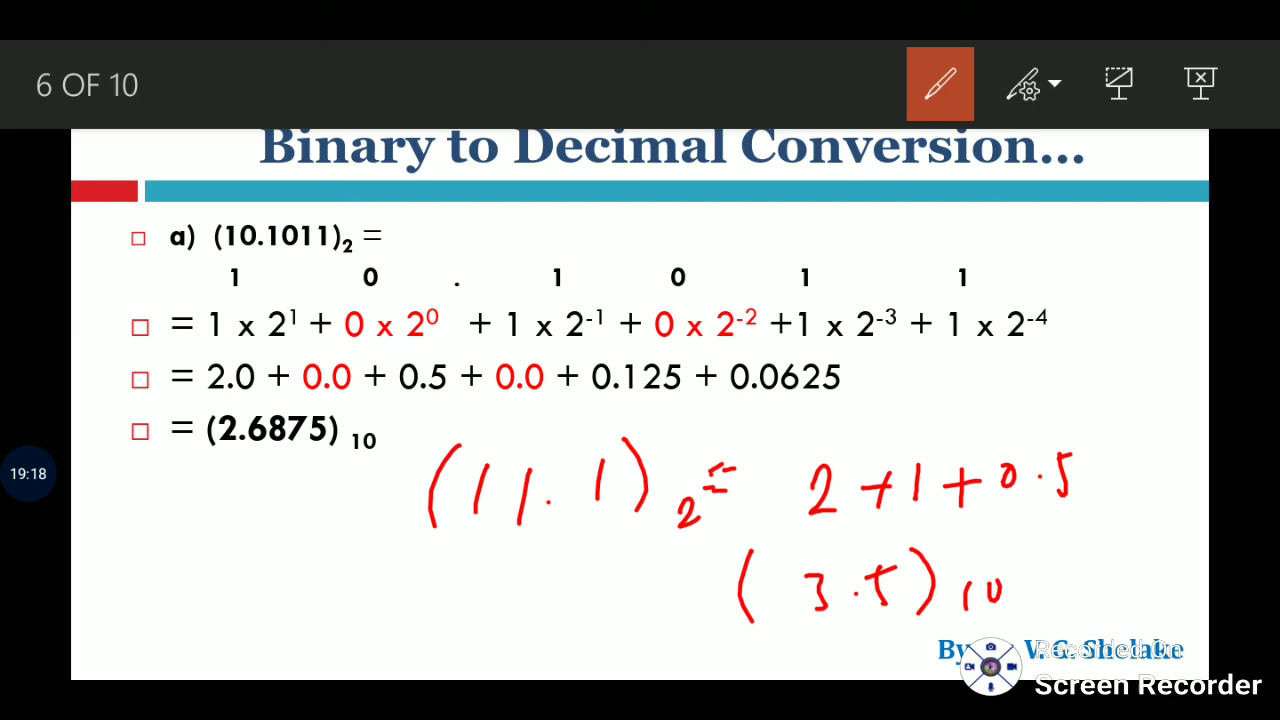 6 OF 10
Binary to Decimal Conversion...
a) (10.1011)₂ =
1 0 . 1 0 1 1
= 1 x 2¹ + 0 x 2⁰ + 1 x 2⁻¹ + 0 x 2⁻² +1 x 2⁻³ + 1 x 2⁻⁴
= 2.0 + 0.0 + 0.5 + 0.0 + 0.125 + 0.0625
= (2.6875) ₁₀
19:18
(11.1)₂ = 2 + 1 + 0.5
(3.5)₁₀
By V. G. Shelake
Recorded On
Screen Recorder